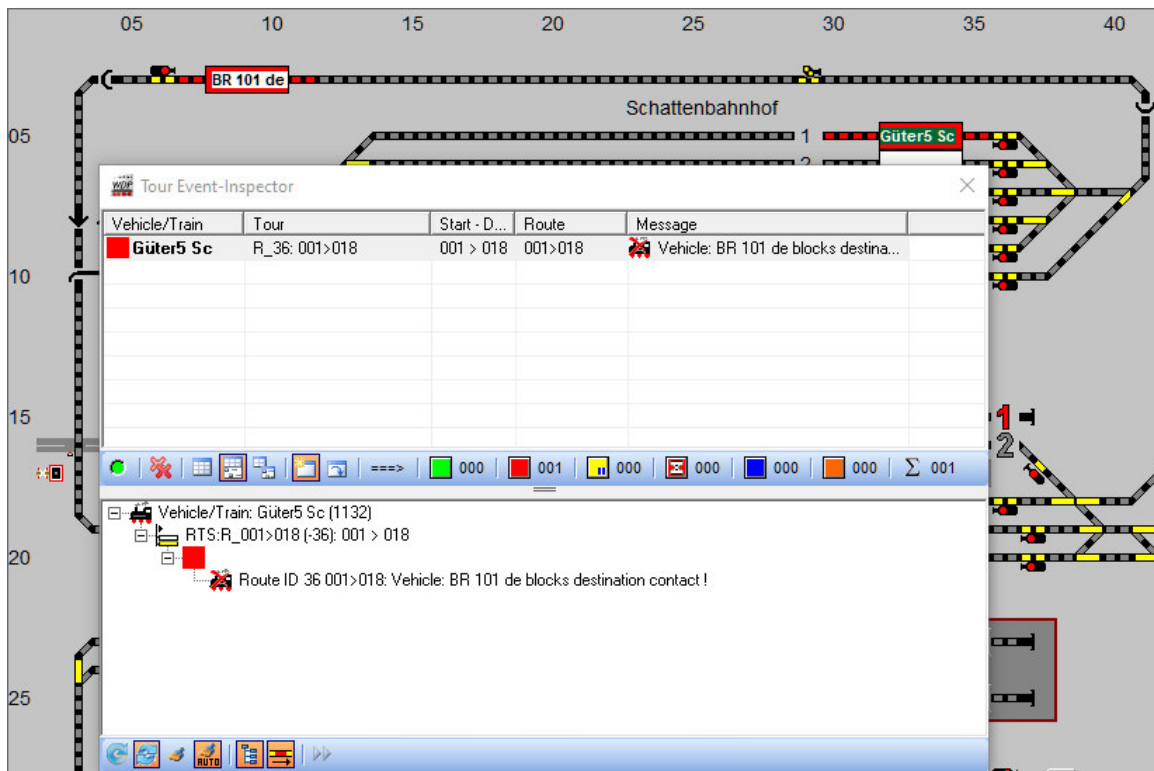 05 10 15 20 25 30 35 40
BR 101 de
Schattenbahnhof
05
1
Güter5 Sc
2
WDP
Tour Event-Inspector
Vehicle/Train Tour Start - D... Route Message
Güter5 Sc R_36: 001>018 001 > 018 001>018 Vehicle: BR 101 de blocks destina...
10
15
1
2
===> 000 001 000 000 000 000 Σ 001
Vehicle/Train: Güter5 Sc (1132)
RTS:R_001>018 (-36): 001 > 018
20
Route ID 36 001>018: Vehicle: BR 101 de blocks destination contact !
25
AUTO